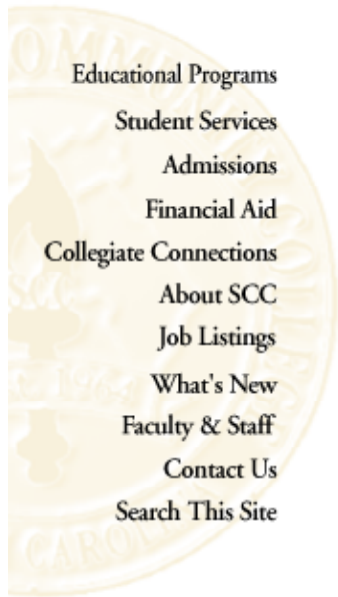 Educational Programs
Student Services
Admissions
Financial Aid
Collegiate Connections
About SCC
Job Listings
What's New
Faculty & Staff
Contact Us
Search This Site